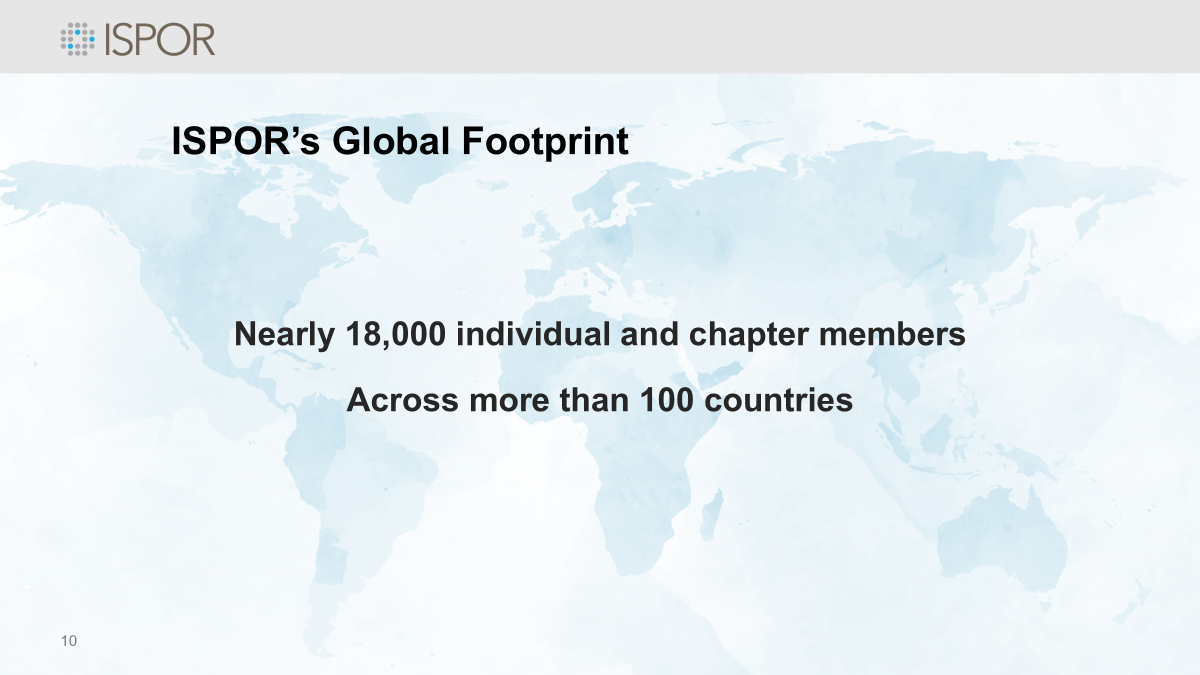 ISPOR
ISPOR’s Global Footprint
Nearly 18,000 individual and chapter members
Across more than 100 countries
10